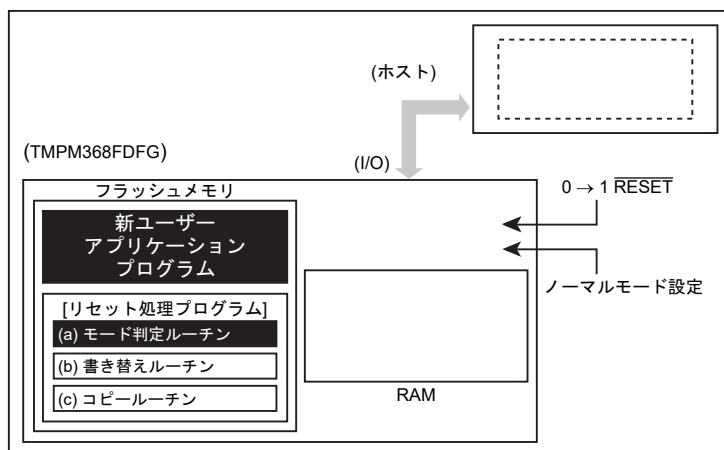 (ホスト)
(TMPM368FDFG)
(I/O)
フラッシュメモリ
新ユーザー
アプリケーション
プログラム
[リセット処理プログラム]
(a) モード判定ルーチン
(b) 書き替えルーチン
(c) コピールーチン
RAM
0 → 1 RESET
ノーマルモード設定